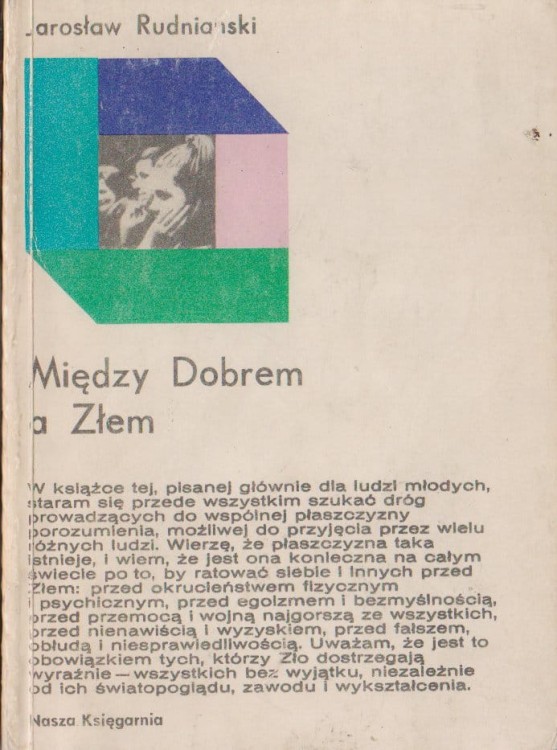 Jarosław Rudniański
Między Dobrem
a Złem
W książce tej, pisanej głównie dla ludzi młodych,
staram się przede wszystkim szukać dróg
prowadzących do wspólnej płaszczyzny
porozumienia, możliwej do przyjęcia przez wielu
różnych ludzi. Wierzę, że płaszczyzna taka
istnieje, i wiem, że jest ona konieczna na całym
świecie po to, by ratować siebie i innych przed
Złem: przed okrucieństwem fizycznym
i psychicznym, przed egoizmem i bezmyślnością,
przed przemocą i wojną najgorszą ze wszystkich,
przed nienawiścią i wyzyskiem, przed fałszem,
obłudą i niesprawiedliwością. Uważam, że jest to
obowiązkiem tych, którzy Zło dostrzegają
wyraźnie — wszystkich bez wyjątku, niezależnie
od ich światopoglądu, zawodu i wykształcenia.
Nasza Księgarnia